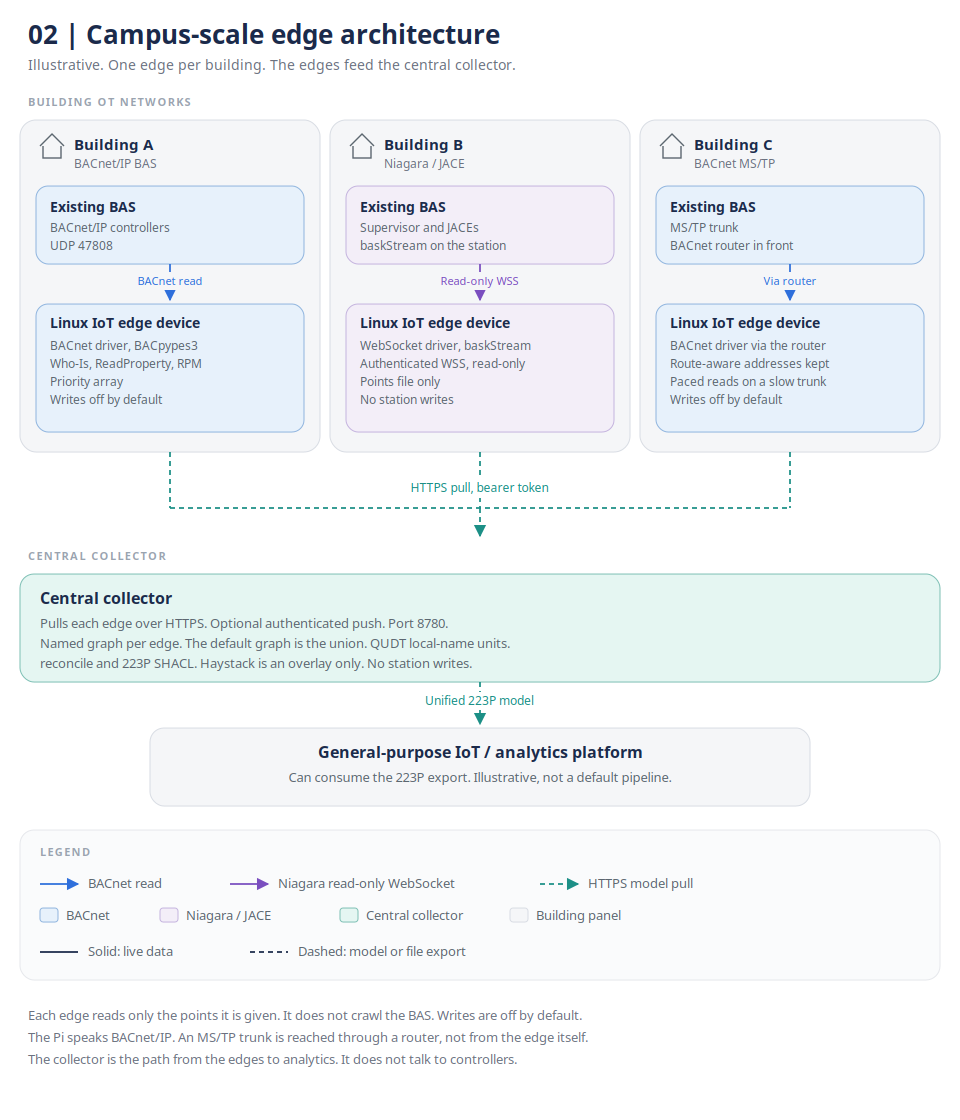 02 | Campus-scale edge architecture
Illustrative. One edge per building. The edges feed the central collector.
BUILDING OT NETWORKS
Building A
BACnet/IP BAS
Existing BAS
BACnet/IP controllers
UDP 47808
BACnet read
Linux IoT edge device
BACnet driver, BACpypes3
Who-Is, ReadProperty, RPM
Priority array
Writes off by default
Building B
Niagara / JACE
Existing BAS
Supervisor and JACEs
baskStream on the station
Read-only WSS
Linux IoT edge device
WebSocket driver, baskStream
Authenticated WSS, read-only
Points file only
No station writes
Building C
BACnet MS/TP
Existing BAS
MS/TP trunk
BACnet router in front
Via router
Linux IoT edge device
BACnet driver via the router
Route-aware addresses kept
Paced reads on a slow trunk
Writes off by default
HTTPS pull, bearer token
CENTRAL COLLECTOR
Central collector
Pulls each edge over HTTPS. Optional authenticated push. Port 8780.
Named graph per edge. The default graph is the union. QUDT local-name units.
reconcile and 223P SHACL. Haystack is an overlay only. No station writes.
Unified 223P model
General-purpose IoT / analytics platform
Can consume the 223P export. Illustrative, not a default pipeline.
LEGEND
BACnet read
Niagara read-only WebSocket
HTTPS model pull
BACnet
Niagara / JACE
Central collector
Building panel
Solid: live data
Dashed: model or file export
Each edge reads only the points it is given. It does not crawl the BAS. Writes are off by default.
The Pi speaks BACnet/IP. An MS/TP trunk is reached through a router, not from the edge itself.
The collector is the path from the edges to analytics. It does not talk to controllers.